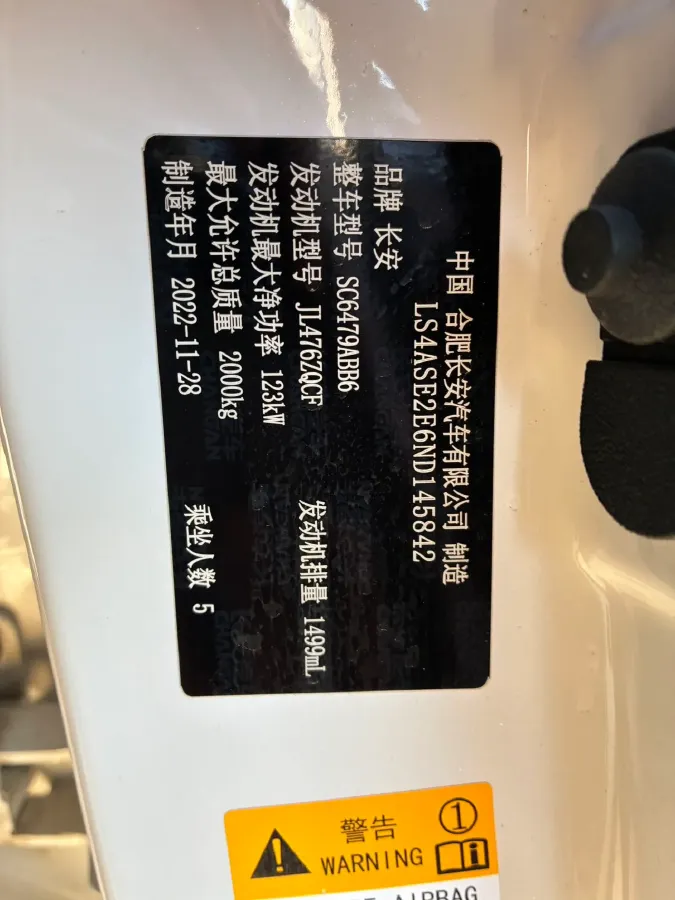 中国 合肥长安汽车有限公司 制造
LS4ASE2E6ND145842
品牌 长安
整车型号 SC6479ABB6
发动机型号 JL476ZQCF 发动机排量 1499mL
发动机最大净功率 123kW
最大允许总质量 2000kg
制造年月 2022-11-28 乘坐人数 5
警告 1
WARNING
AIRBAG